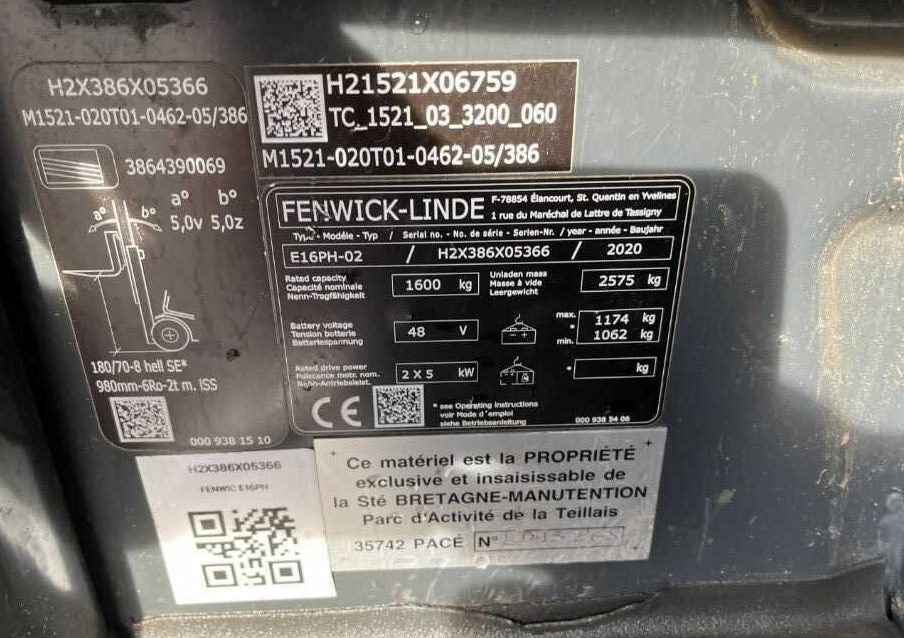 H2X386X05366
M1521-020T01-0462-05/386
3864390069
a° b°
5,0v 5,0z
a° b°
180/70-8 hell SE*
980mm-6Ro-2t m. ISS
000 938 15 10
H21521X06759
TC_1521_03_3200_060
M1521-020T01-0462-05/386
FENWICK-LINDE
F-78854 Élancourt, St. Quentin en Yvelines
1 rue du Maréchal de Lattre de Tassigny
Type - Modèle - Typ / Serial no. - No. de série - Serien-Nr. / year - année - Baujahr
E16PH-02 / H2X386X05366 / 2020
Rated capacity
Capacité nominale
Nenn-Tragfähigkeit
1600 kg
Unladen mass
Masse à vide
Leergewicht
2575 kg
Battery voltage
Tension batterie
Batteriespannung
48 V
max. 1174 kg
*
min. 1062 kg
Rated drive power
Puissance motr. nom.
Nenn-Antriebsleist.
2 X 5 kW
* kg
CE
* see Operating Instructions
voir Mode d'emploi
siehe Betriebsanleitung
000 938 54 06
H2X386X05366
FENWIC E16PH
Ce matériel est la PROPRIÉTÉ
exclusive et insaisissable de
la Sté BRETAGNE-MANUTENTION
Parc d'Activité de la Teillais
35742 PACÉ N°